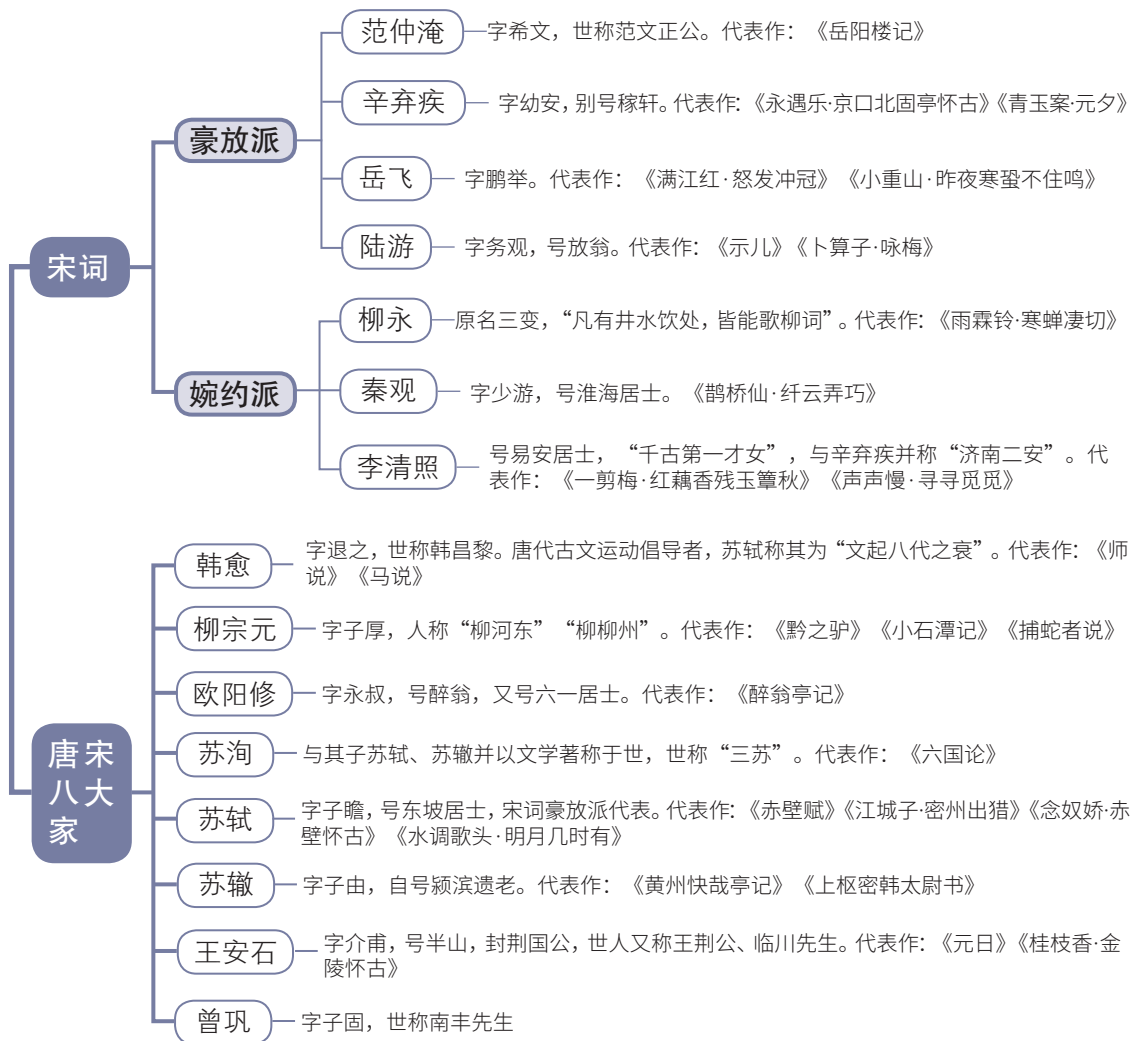 宋词
豪放派
范仲淹
字希文，世称范文正公。代表作：《岳阳楼记》
辛弃疾
字幼安，别号稼轩。代表作：《永遇乐·京口北固亭怀古》《青玉案·元夕》
岳飞
字鹏举。代表作：《满江红·怒发冲冠》《小重山·昨夜寒蛩不住鸣》
陆游
字务观，号放翁。代表作：《示儿》《卜算子·咏梅》
婉约派
柳永
原名三变，“凡有井水饮处，皆能歌柳词”。代表作：《雨霖铃·寒蝉凄切》
秦观
字少游，号淮海居士。《鹊桥仙·纤云弄巧》
李清照
号易安居士，“千古第一才女”，与辛弃疾并称“济南二安”。代
表作：《一剪梅·红藕香残玉簟秋》《声声慢·寻寻觅觅》
唐宋
八大
家
韩愈
字退之，世称韩昌黎。唐代古文运动倡导者，苏轼称其为“文起八代之衰”。代表作：《师
说》《马说》
柳宗元
字子厚，人称“柳河东”“柳柳州”。代表作：《黔之驴》《小石潭记》《捕蛇者说》
欧阳修
字永叔，号醉翁，又号六一居士。代表作：《醉翁亭记》
苏洵
与其子苏轼、苏辙并以文学著称于世，世称“三苏”。代表作：《六国论》
苏轼
字子瞻，号东坡居士，宋词豪放派代表。代表作：《赤壁赋》《江城子·密州出猎》《念奴娇·赤
壁怀古》《水调歌头·明月几时有》
苏辙
字子由，自号颍滨遗老。代表作：《黄州快哉亭记》《上枢密韩太尉书》
王安石
字介甫，号半山，封荆国公，世人又称王荆公、临川先生。代表作：《元日》《桂枝香·金
陵怀古》
曾巩
字子固，世称南丰先生